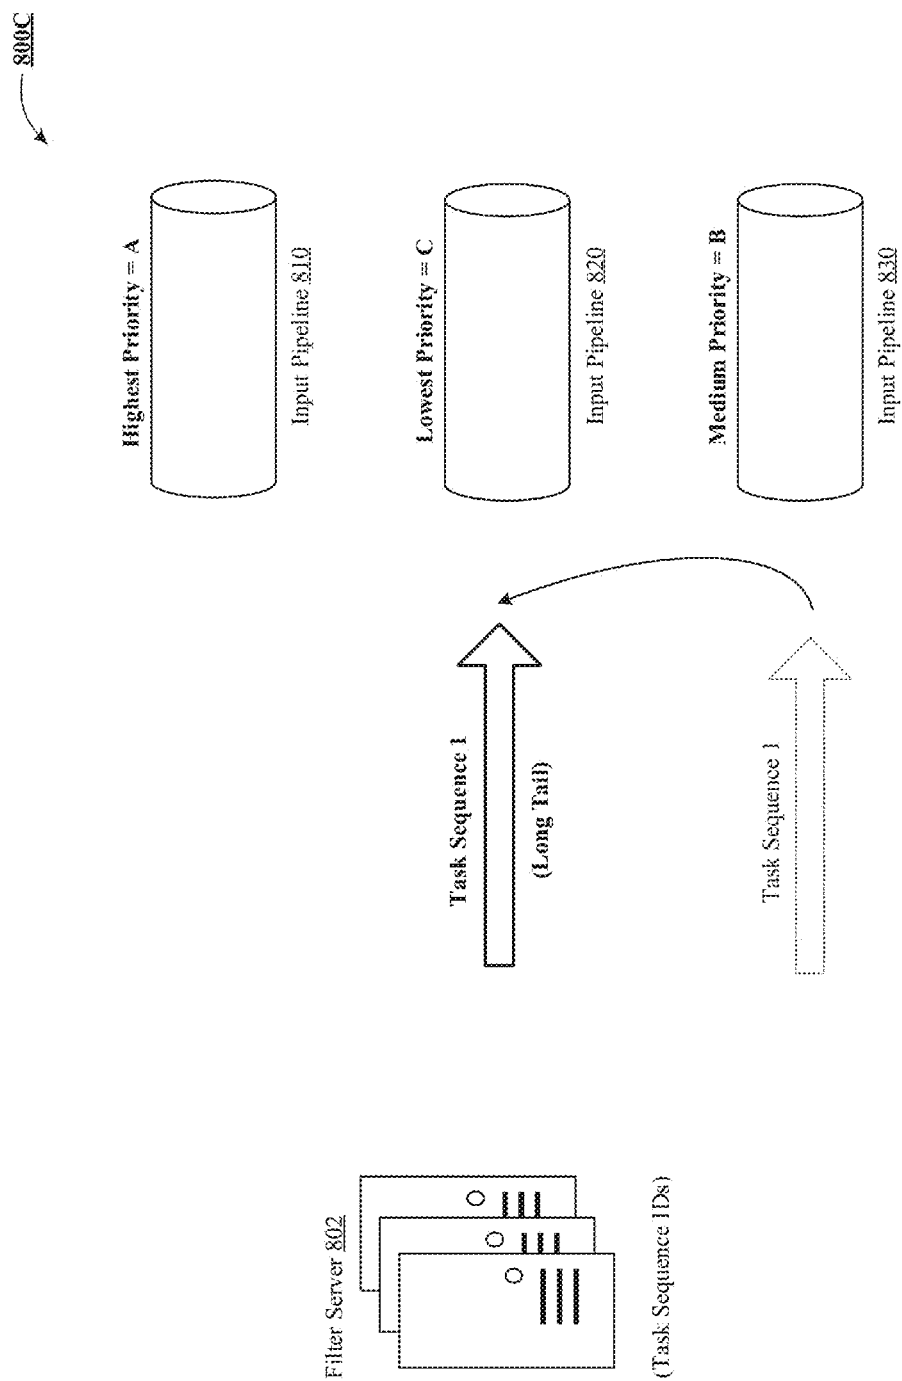 800C
Filter Server 802
(Task Sequence IDs)
Task Sequence 1
(Long Tail)
Task Sequence 1
Highest Priority = A
Input Pipeline 810
Lowest Priority = C
Input Pipeline 820
Medium Priority = B
Input Pipeline 830